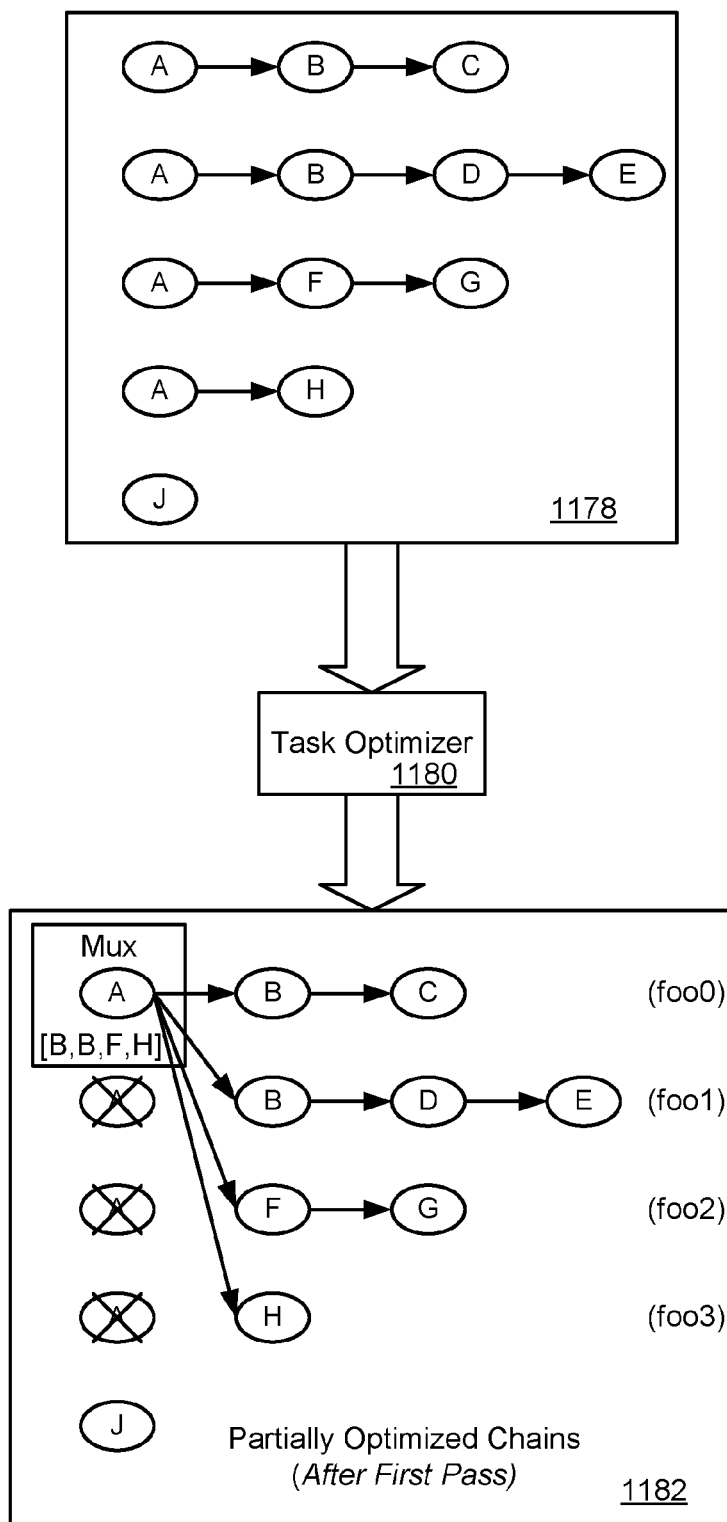 A B C
A B D E
A F G
A H
J
1178
Task Optimizer
1180
Mux
A B C (foo0)
[B,B,F,H]
A B D E (foo1)
A F G (foo2)
A H (foo3)
J
Partially Optimized Chains
(After First Pass)
1182